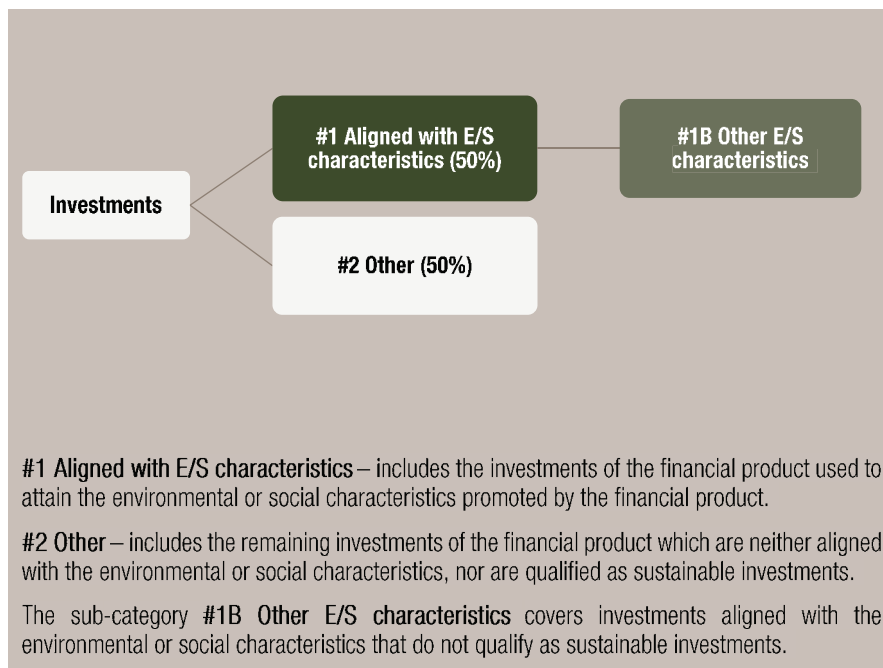 #1 Aligned with E/S
characteristics (50%)
#1B Other E/S
characteristics
Investments
#2 Other (50%)
#1 Aligned with E/S characteristics – includes the investments of the financial product used to
attain the environmental or social characteristics promoted by the financial product.
#2 Other – includes the remaining investments of the financial product which are neither aligned
with the environmental or social characteristics, nor are qualified as sustainable investments.
The sub-category #1B Other E/S characteristics covers investments aligned with the
environmental or social characteristics that do not qualify as sustainable investments.